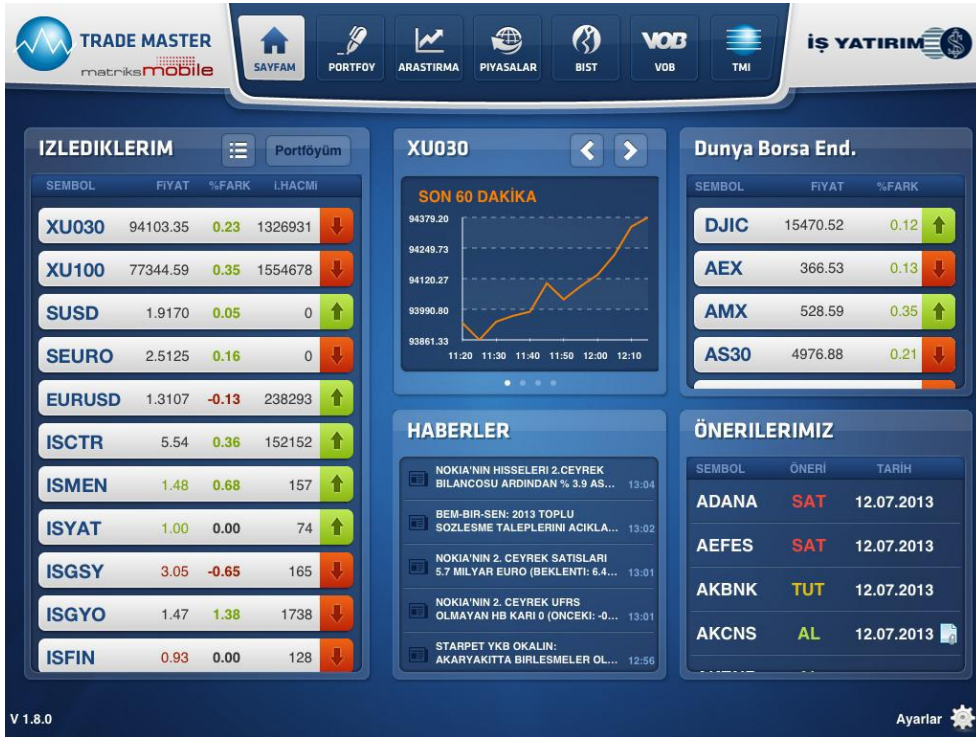 TRADE MASTER
matriksmobile
SAYFAM
PORTFOY
ARASTIRMA
PIYASALAR
BIST
VOB
VOB
TMI
İŞ YATIRIM
IZLEDIKLERIM
Portföyüm
SEMBOL FiYAT %FARK i.HACMi
XU030 94103.35 0.23 1326931
XU100 77344.59 0.35 1554678
SUSD 1.9170 0.05 0
SEURO 2.5125 0.16 0
EURUSD 1.3107 -0.13 238293
ISCTR 5.54 0.36 152152
ISMEN 1.48 0.68 157
ISYAT 1.00 0.00 74
ISGSY 3.05 -0.65 165
ISGYO 1.47 1.38 1738
ISFIN 0.93 0.00 128
XU030
SON 60 DAKİKA
94379.20
94249.73
94120.27
93990.80
93861.33
11:20 11:30 11:40 11:50 12:00 12:10
Dunya Borsa End.
SEMBOL FiYAT %FARK
DJIC 15470.52 0.12
AEX 366.53 0.13
AMX 528.59 0.35
AS30 4976.88 0.21
HABERLER
NOKIA'NIN HISSELERI 2.CEYREK
BILANCOSU ARDINDAN % 3.9 AS... 13:04
BEM-BIR-SEN: 2013 TOPLU
SOZLESME TALEPLERINI ACIKLA... 13:02
NOKIA'NIN 2. CEYREK SATISLARI
5.7 MILYAR EURO (BEKLENTI: 6.4... 13:01
NOKIA'NIN 2. CEYREK UFRS
OLMAYAN HB KARI 0 (ONCEKI: -0... 13:01
STARPET YKB OKALIN:
AKARYAKITTA BIRLESMELER OL... 12:56
ÖNERILERIMIZ
SEMBOL ÖNERİ TARİH
ADANA SAT 12.07.2013
AEFES SAT 12.07.2013
AKBNK TUT 12.07.2013
AKCNS AL 12.07.2013
V 1.8.0
Ayarlar